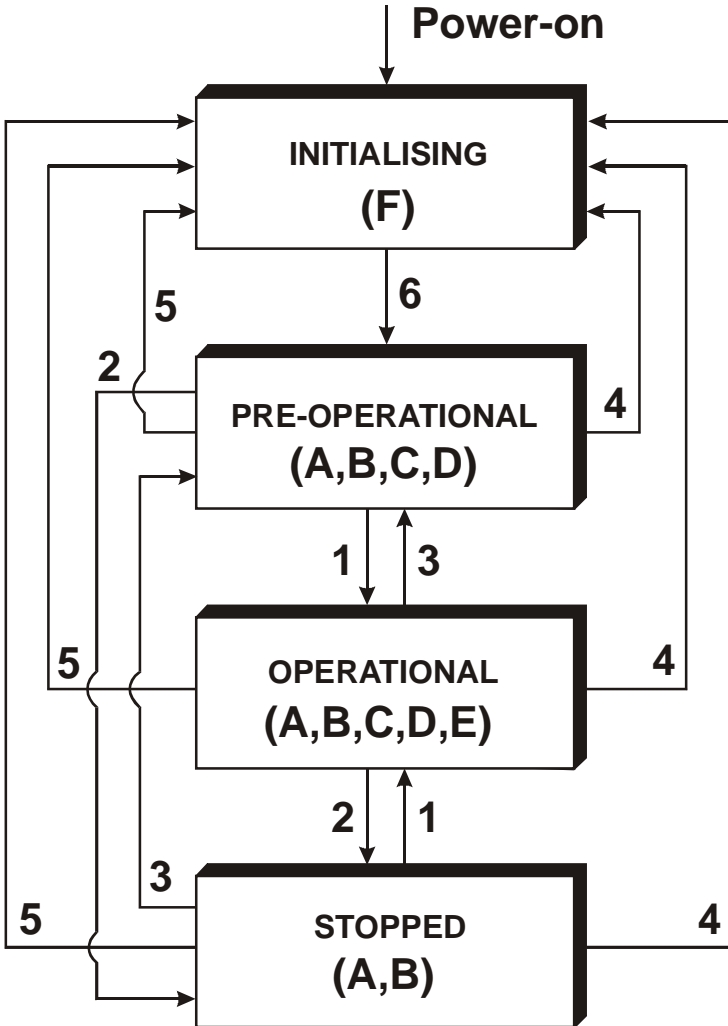 Power-on
INITIALISING
(F)
5
6
2
4
PRE-OPERATIONAL
(A,B,C,D)
1
3
5
4
OPERATIONAL
(A,B,C,D,E)
2
1
3
5
4
STOPPED
(A,B)